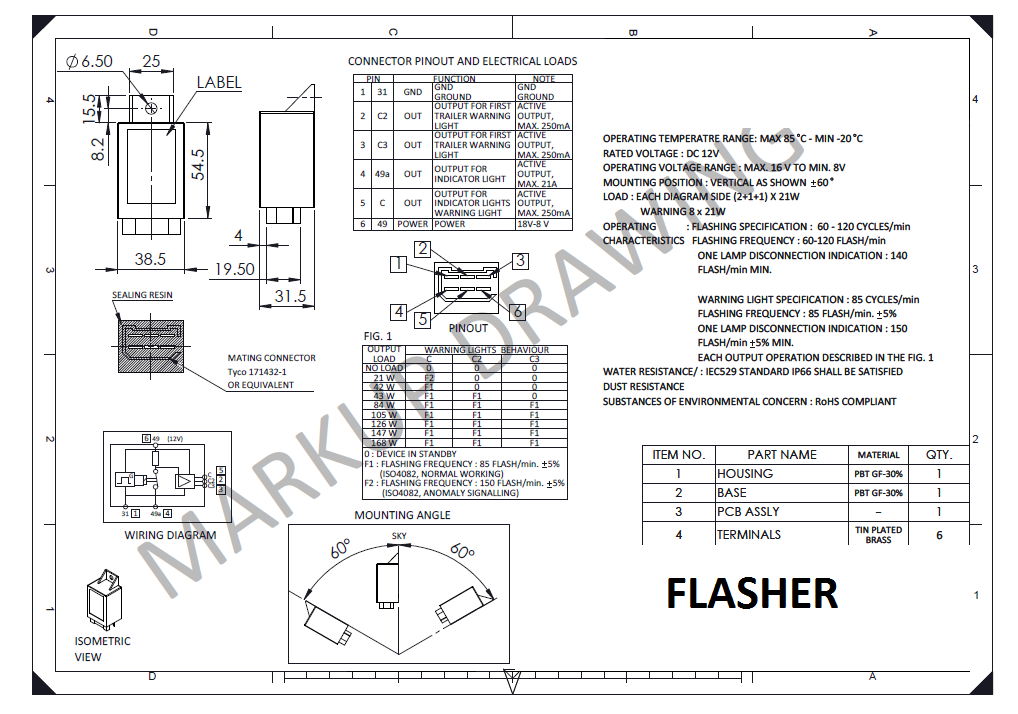 D C B A
4 3 2 1
4 3 2 1
Ø 6.50
25
LABEL
15.5
8.2
54.5
38.5
4
19.50
31.5
CONNECTOR PINOUT AND ELECTRICAL LOADS
PIN FUNCTION NOTE
1 31 GND GND GROUND GND GROUND
2 C2 OUT OUTPUT FOR FIRST TRAILER WARNING LIGHT ACTIVE OUTPUT, MAX. 250mA
3 C3 OUT OUTPUT FOR FIRST TRAILER WARNING LIGHT ACTIVE OUTPUT, MAX. 250mA
4 49a OUT OUTPUT FOR INDICATOR LIGHT ACTIVE OUTPUT, MAX. 21A
5 C OUT OUTPUT FOR INDICATOR LIGHTS WARNING LIGHT ACTIVE OUTPUT, MAX. 250mA
6 49 POWER POWER 18V-8 V
1 2 3
4 5 6
PINOUT
SEALING RESIN
MATING CONNECTOR
Tyco 171432-1
OR EQUIVALENT
FIG. 1
OUTPUT LOAD WARNING LIGHTS BEHAVIOUR
C C2 C3
NO LOAD 0 0 0
21 W F2 0 0
42 W F1 0 0
43 W F1 F1 0
84 W F1 F1 F1
105 W F1 F1 F1
126 W F1 F1 F1
147 W F1 F1 F1
168 W F1 F1 F1
0 : DEVICE IN STANDBY
F1 : FLASHING FREQUENCY : 85 FLASH/min. ±5%
(ISO4082, NORMAL WORKING)
F2 : FLASHING FREQUENCY : 150 FLASH/min. ±5%
(ISO4082, ANOMALY SIGNALLING)
OPERATING TEMPERATRE RANGE: MAX 85 °C - MIN -20 °C
RATED VOLTAGE : DC 12V
OPERATING VOLTAGE RANGE : MAX. 16 V TO MIN. 8V
MOUNTING POSITION : VERTICAL AS SHOWN ±60°
LOAD : EACH DIAGRAM SIDE (2+1+1) X 21W
WARNING 8 x 21W
OPERATING : FLASHING SPECIFICATION : 60 - 120 CYCLES/min
CHARACTERISTICS FLASHING FREQUENCY : 60-120 FLASH/min
ONE LAMP DISCONNECTION INDICATION : 140
FLASH/min MIN.
WARNING LIGHT SPECIFICATION : 85 CYCLES/min
FLASHING FREQUENCY : 85 FLASH/min. ±5%
ONE LAMP DISCONNECTION INDICATION : 150
FLASH/min ±5% MIN.
EACH OUTPUT OPERATION DESCRIBED IN THE FIG. 1
WATER RESISTANCE/ : IEC529 STANDARD IP66 SHALL BE SATISFIED
DUST RESISTANCE
SUBSTANCES OF ENVIRONMENTAL CONCERN : RoHS COMPLIANT
6 49 (12V)
C 5
C2 2
C3 3
31 1 49a 4
WIRING DIAGRAM
ISOMETRIC
VIEW
MOUNTING ANGLE
60° SKY 60°
ITEM NO. PART NAME MATERIAL QTY.
1 HOUSING PBT GF-30% 1
2 BASE PBT GF-30% 1
3 PCB ASSLY – 1
4 TERMINALS TIN PLATED BRASS 6
FLASHER
MARKUP DRAWING
D A